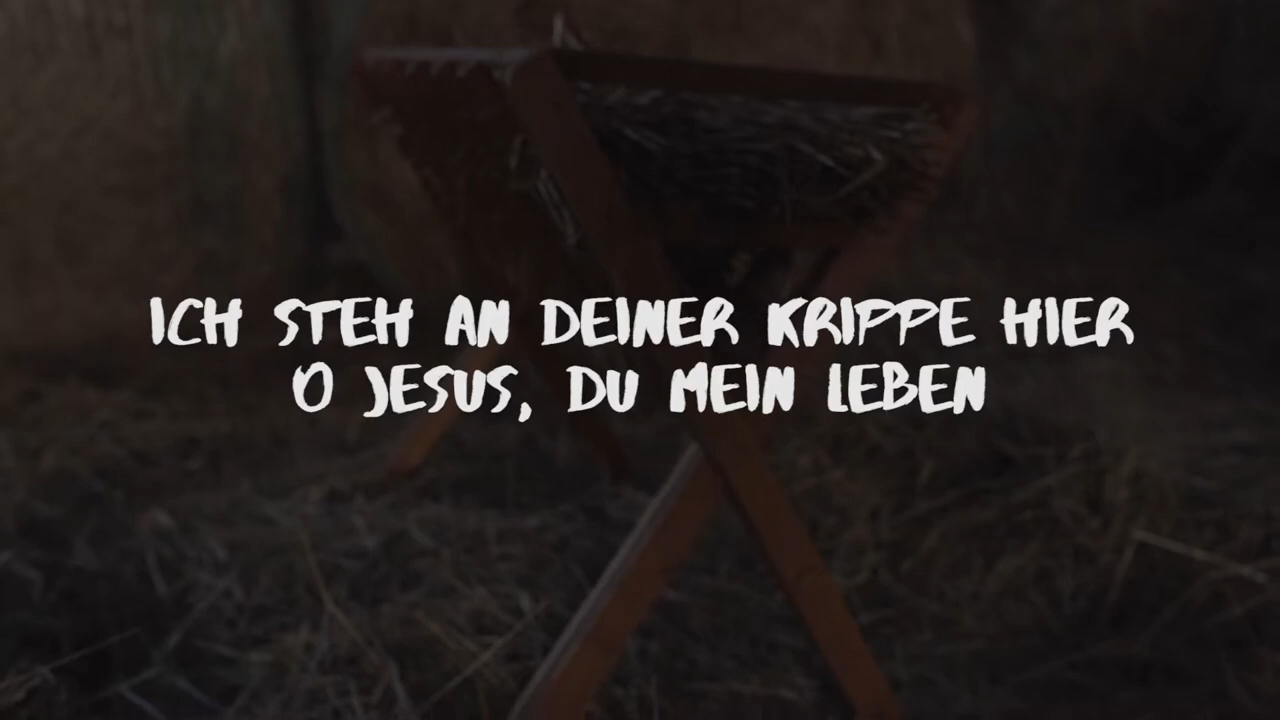 ICH STEH AN DEINER KRIPPE HIER
O JESUS, DU MEIN LEBEN